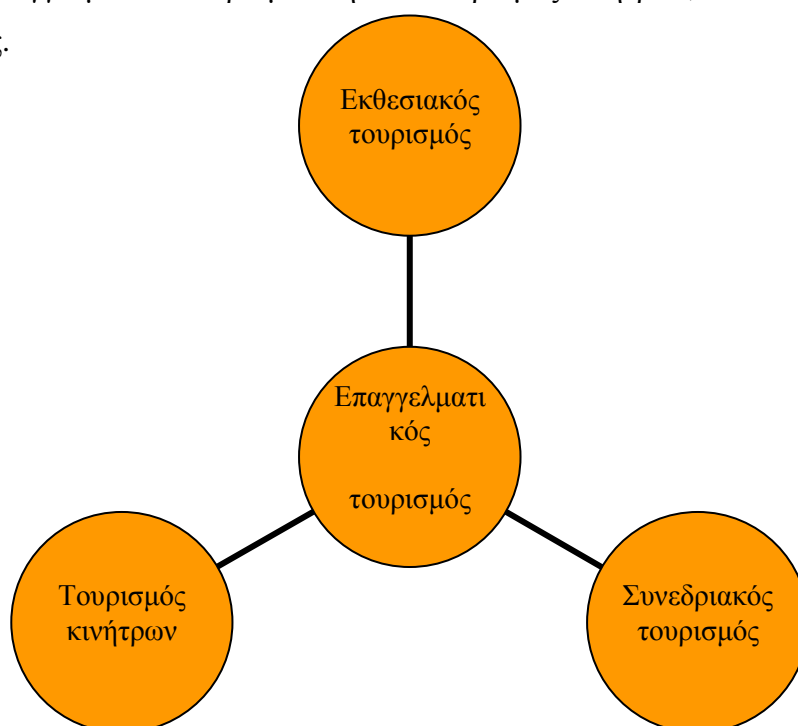 Εκθεσιακός
τουρισμός
Επαγγελματι
κός
τουρισμός
Τουρισμός
κινήτρων
Συνεδριακός
τουρισμός